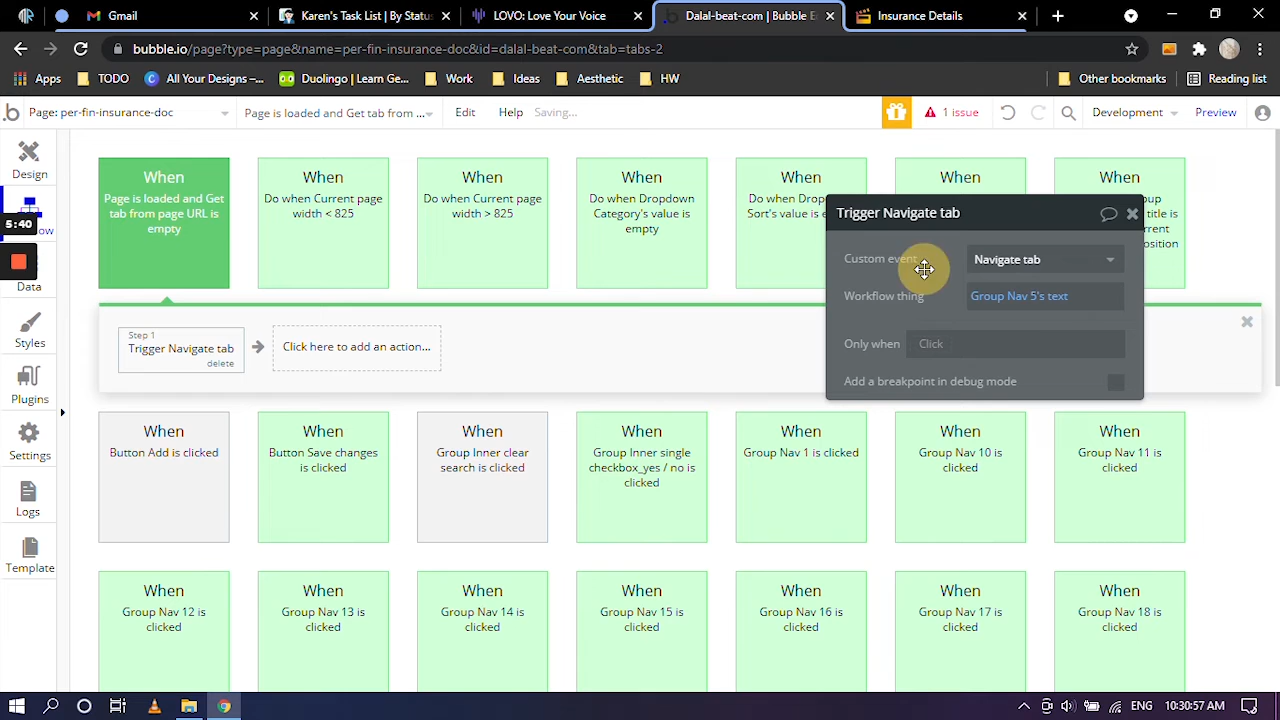 Gmail
Karen's Task List | By Status
LOVO: Love Your Voice
Dalal-beat-com | Bubble E
Insurance Details
bubble.io/page?type=page&name=per-fin-insurance-doc&id=dalal-beat-com&tab=tabs-2
Apps
TODO
All Your Designs –...
Duolingo | Learn Ge...
Work
Ideas
Aesthetic
HW
Other bookmarks
Reading list
Page: per-fin-insurance-doc
Page is loaded and Get tab from ...
Edit
Help
Saving...
1 issue
Development
Preview
Design
5:40
ow
Data
Styles
Plugins
Settings
Logs
Template
When
Page is loaded and Get
tab from page URL is
empty
When
Do when Current page
width < 825
When
Do when Current page
width > 825
When
Do when Dropdown
Category's value is
empty
When
Do when Drop
Sort's value is e
When
When
oup
title is
rrent
osition
Trigger Navigate tab
Custom event
Navigate tab
Workflow thing
Group Nav 5's text
Only when
Click
Add a breakpoint in debug mode
Step 1
Trigger Navigate tab
delete
Click here to add an action...
When
Button Add is clicked
When
Button Save changes
is clicked
When
Group Inner clear
search is clicked
When
Group Inner single
checkbox_yes / no is
clicked
When
Group Nav 1 is clicked
When
Group Nav 10 is
clicked
When
Group Nav 11 is
clicked
When
Group Nav 12 is
clicked
When
Group Nav 13 is
clicked
When
Group Nav 14 is
clicked
When
Group Nav 15 is
clicked
When
Group Nav 16 is
clicked
When
Group Nav 17 is
clicked
When
Group Nav 18 is
clicked
ENG
10:30:57 AM